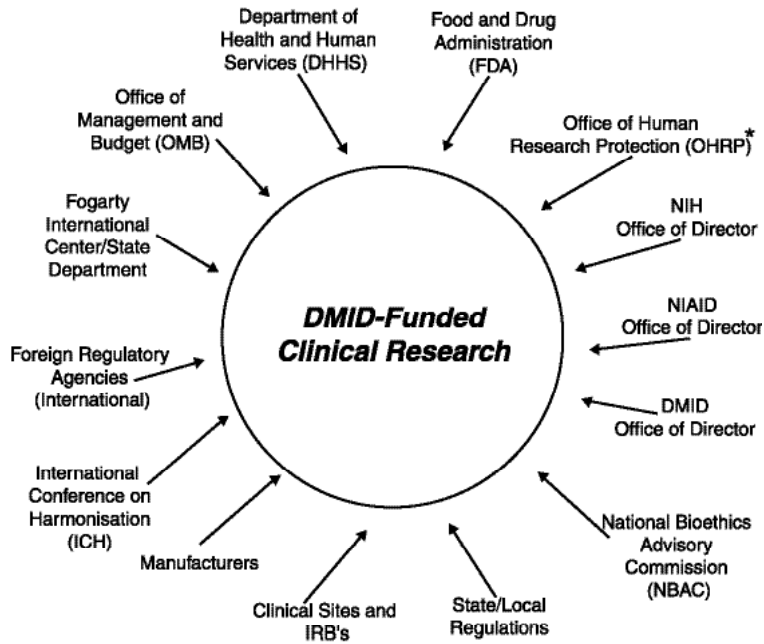 Department of
Health and Human
Services (DHHS)
Food and Drug
Administration
(FDA)
Office of Human
Research Protection (OHRP)*
NIH
Office of Director
NIAID
Office of Director
DMID
Office of Director
National Bioethics
Advisory
Commission
(NBAC)
State/Local
Regulations
Clinical Sites and
IRB's
Manufacturers
International
Conference on
Harmonisation
(ICH)
Foreign Regulatory
Agencies
(International)
Fogarty
International
Center/State
Department
Office of
Management and
Budget (OMB)
DMID-Funded
Clinical Research